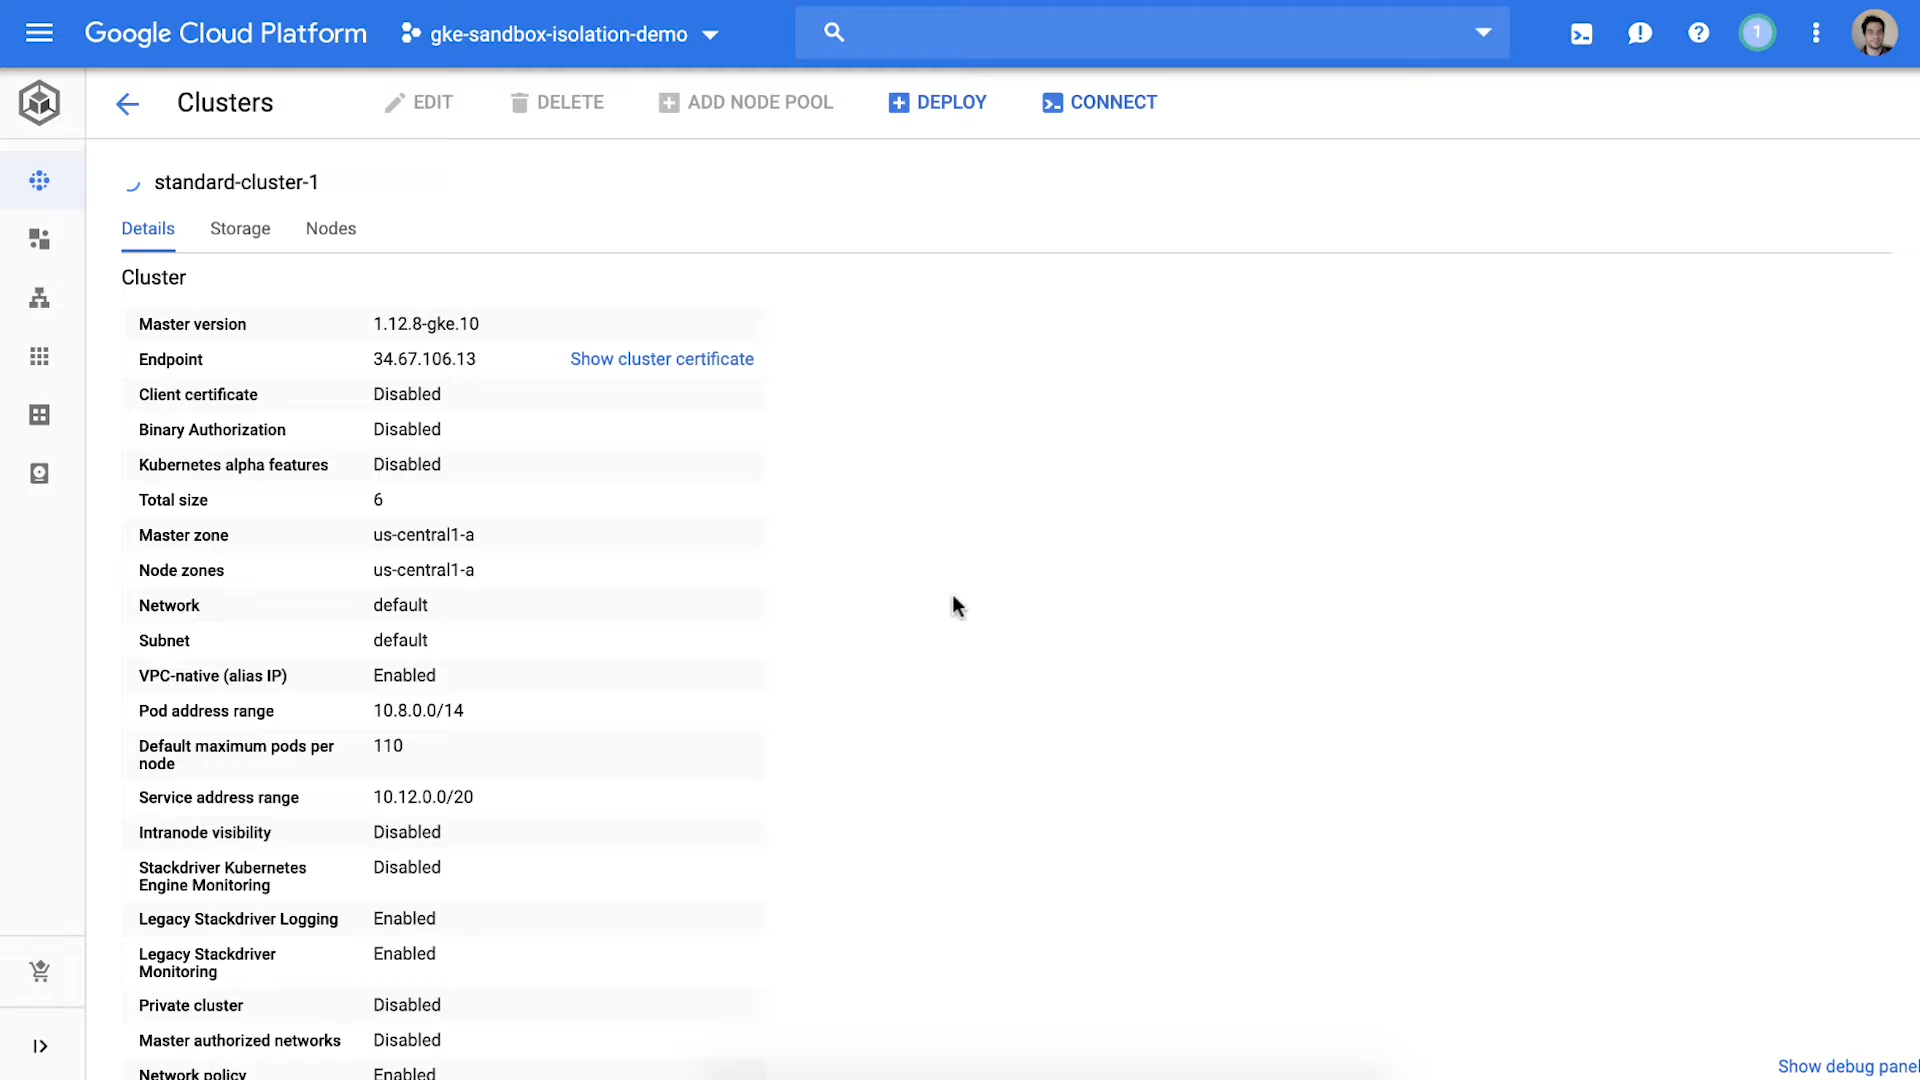 Google Cloud Platform gke-sandbox-isolation-demo 1
Clusters EDIT DELETE ADD NODE POOL DEPLOY CONNECT
standard-cluster-1
Details Storage Nodes
Cluster
Master version 1.12.8-gke.10
Endpoint 34.67.106.13 Show cluster certificate
Client certificate Disabled
Binary Authorization Disabled
Kubernetes alpha features Disabled
Total size 6
Master zone us-central1-a
Node zones us-central1-a
Network default
Subnet default
VPC-native (alias IP) Enabled
Pod address range 10.8.0.0/14
Default maximum pods per 110
node
Service address range 10.12.0.0/20
Intranode visibility Disabled
Stackdriver Kubernetes Disabled
Engine Monitoring
Legacy Stackdriver Logging Enabled
Legacy Stackdriver Enabled
Monitoring
Private cluster Disabled
Master authorized networks Disabled
Network policy Enabled
Show debug panel